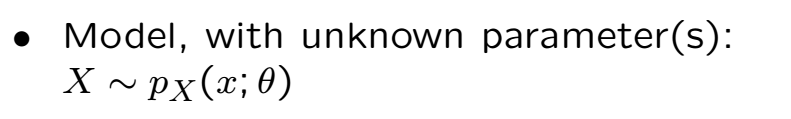 • Model, with unknown parameter(s):
X ∼ p_X(x; θ)